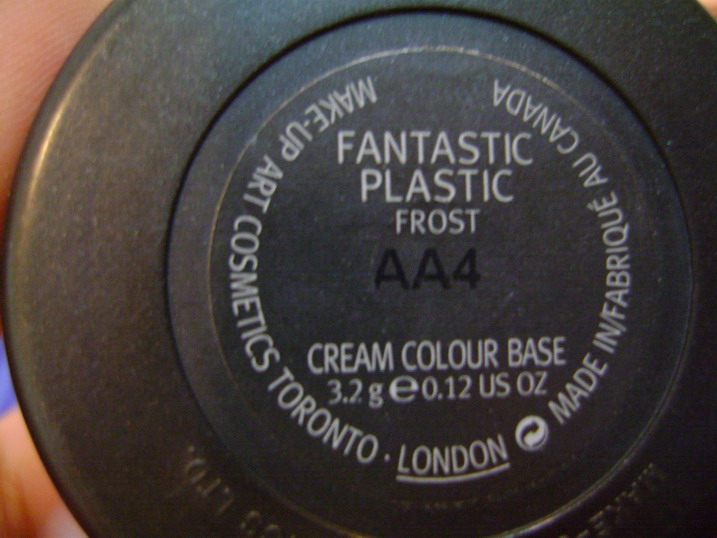 FANTASTIC
PLASTIC
FROST
AA4
CREAM COLOUR BASE
3.2 g e 0.12 US OZ
MAKE-UP ART COSMETICS TORONTO · LONDON
MADE IN/FABRIQUÉ AU CANADA
LTD.